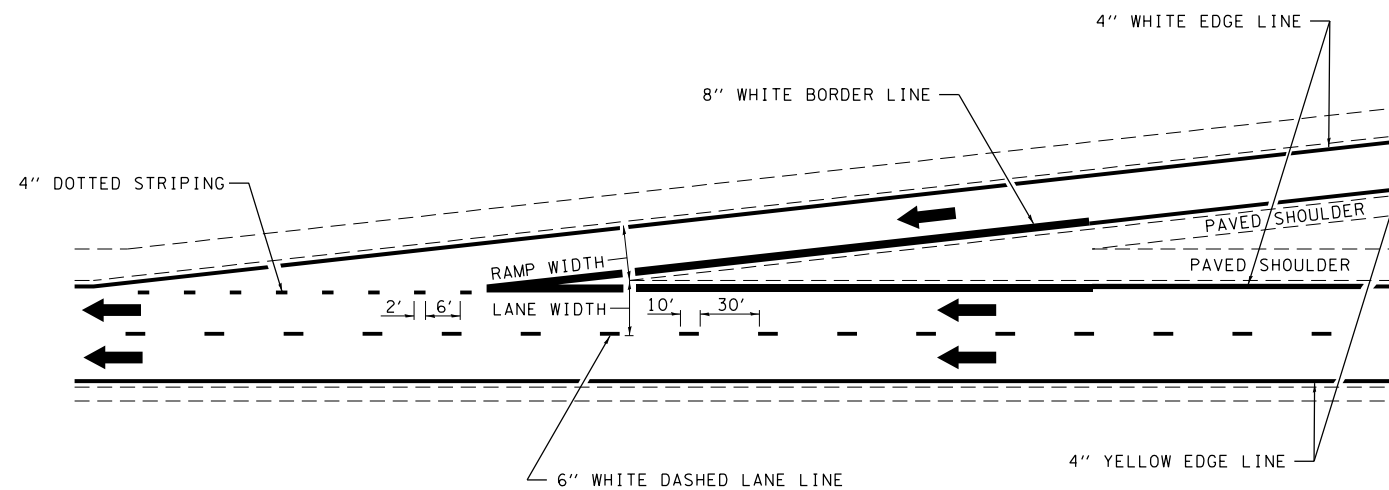 4'' WHITE EDGE LINE
8'' WHITE BORDER LINE
4'' DOTTED STRIPING
PAVED SHOULDER
RAMP WIDTH
PAVED SHOULDER
2' 6' LANE WIDTH 10' 30'
4'' YELLOW EDGE LINE
6'' WHITE DASHED LANE LINE